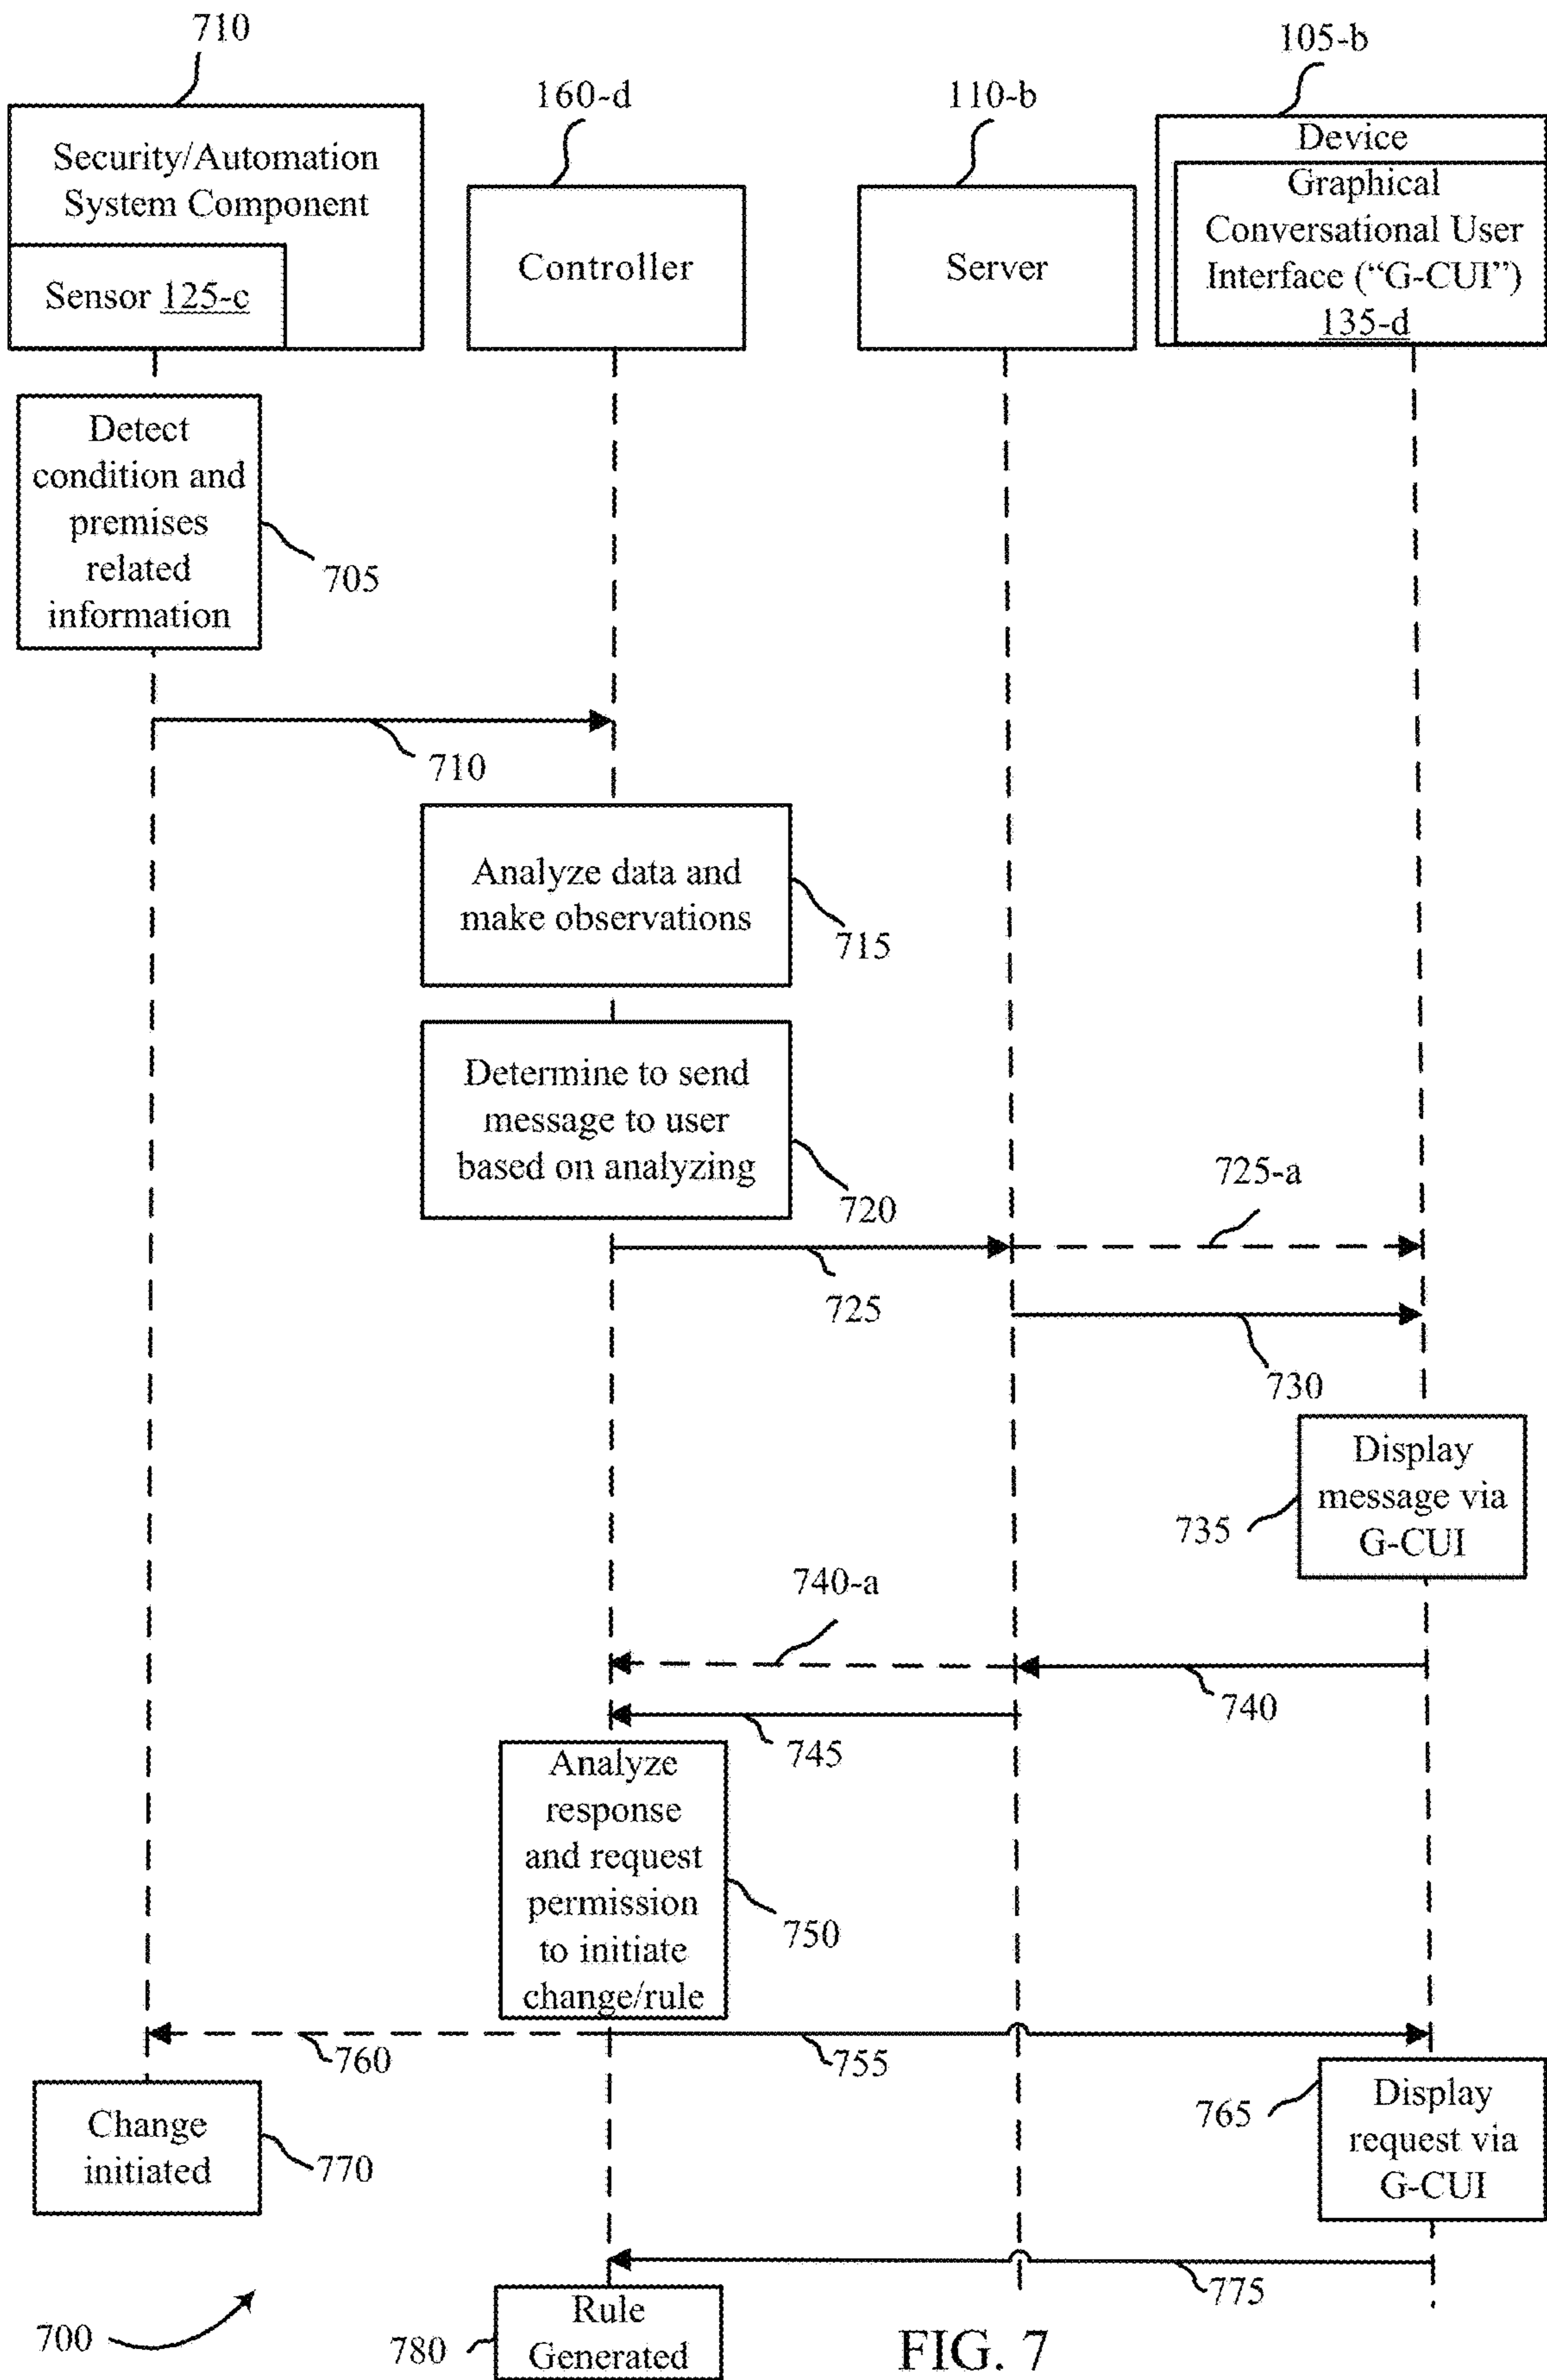 710
160-d
110-b
105-b
Security/Automation
System Component
Sensor 125-c
Controller
Server
Device
Graphical
Conversational User
Interface (“G-CUI”)
135-d
Detect
condition and
premises
related
information
705
710
Analyze data and
make observations
715
Determine to send
message to user
based on analyzing
720
725-a
725
730
Display
message via
G-CUI
735
740-a
740
745
Analyze
response
and request
permission
to initiate
change/rule
750
760
755
Change
initiated
770
765
Display
request via
G-CUI
775
700
780
Rule
Generated
FIG. 7